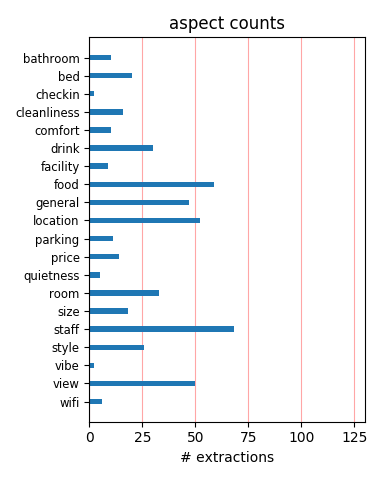 aspect counts
bathroom
bed
checkin
cleanliness
comfort
drink
facility
food
general
location
parking
price
quietness
room
size
staff
style
vibe
view
wifi
0 25 50 75 100 125
# extractions